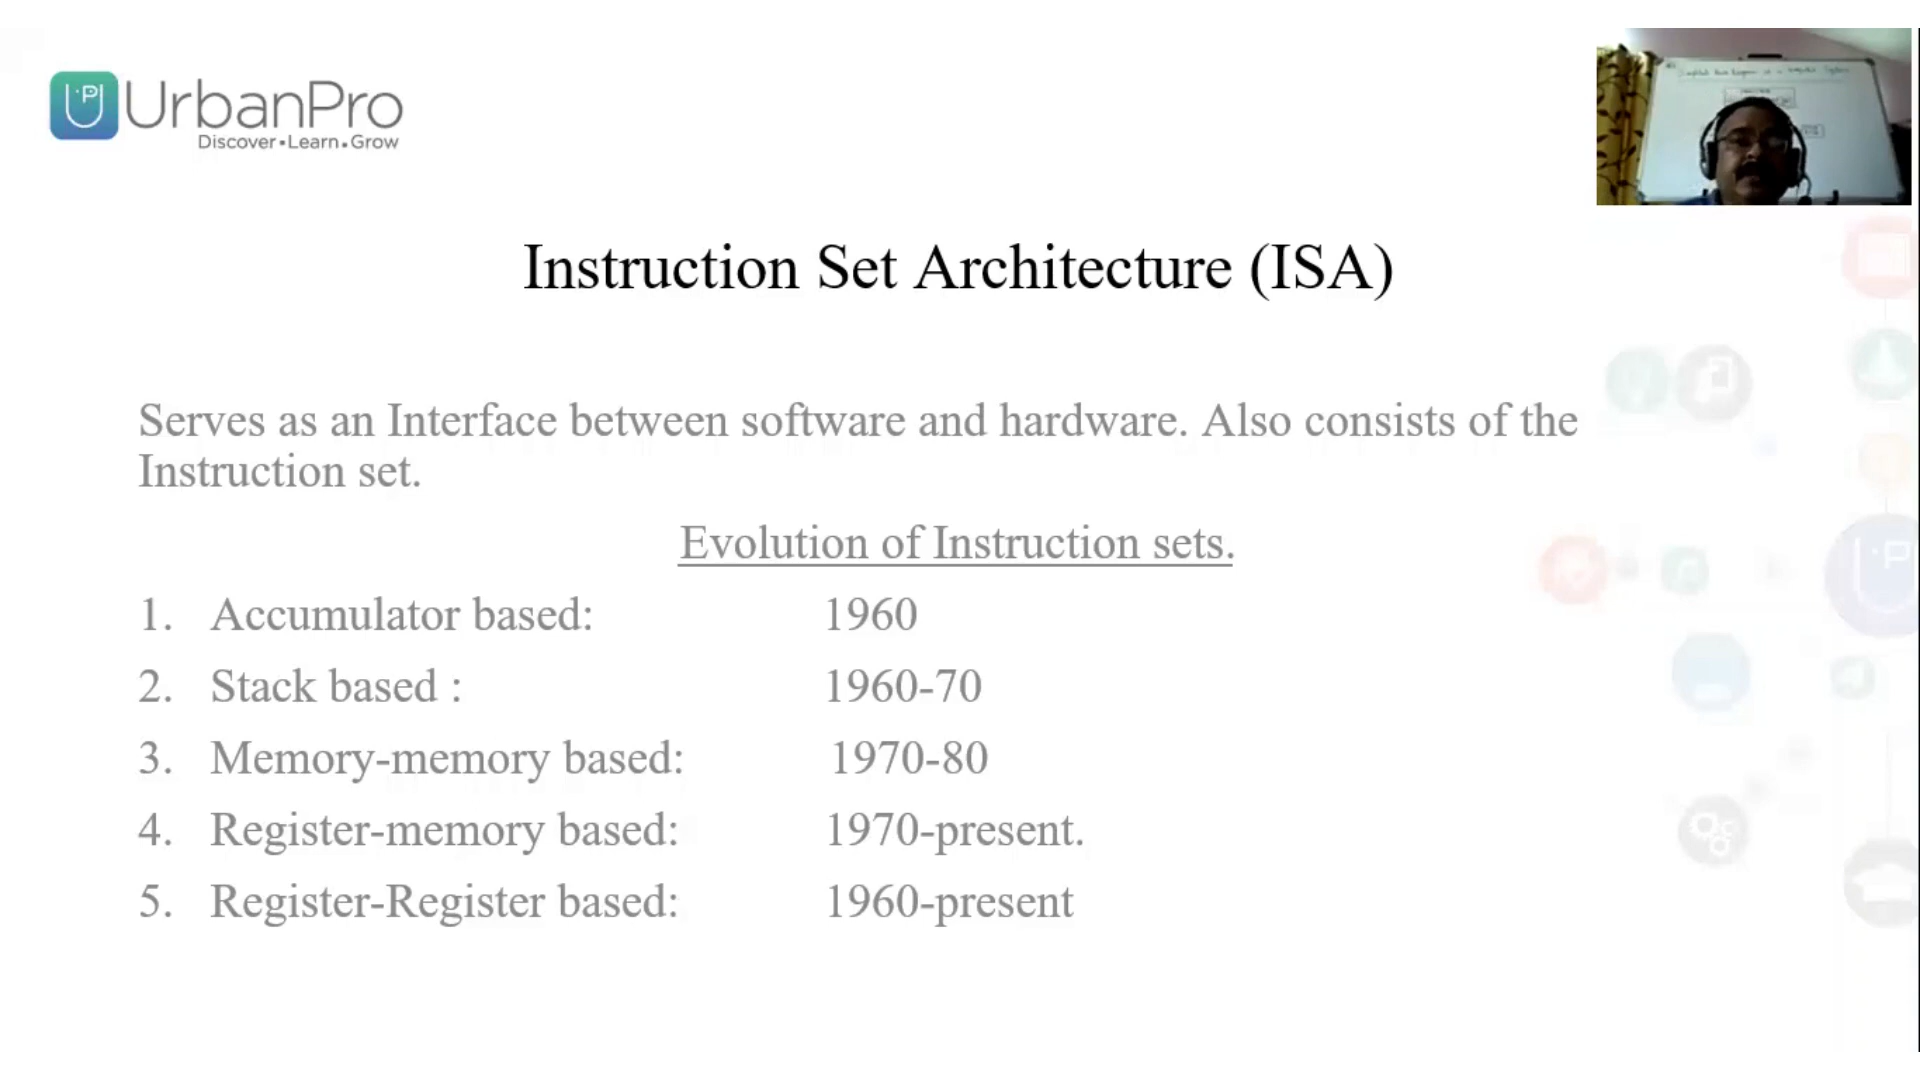 UrbanPro
Discover•Learn•Grow
Instruction Set Architecture (ISA)
Serves as an Interface between software and hardware. Also consists of the
Instruction set.
Evolution of Instruction sets.
1. Accumulator based: 1960
2. Stack based : 1960-70
3. Memory-memory based: 1970-80
4. Register-memory based: 1970-present.
5. Register-Register based: 1960-present